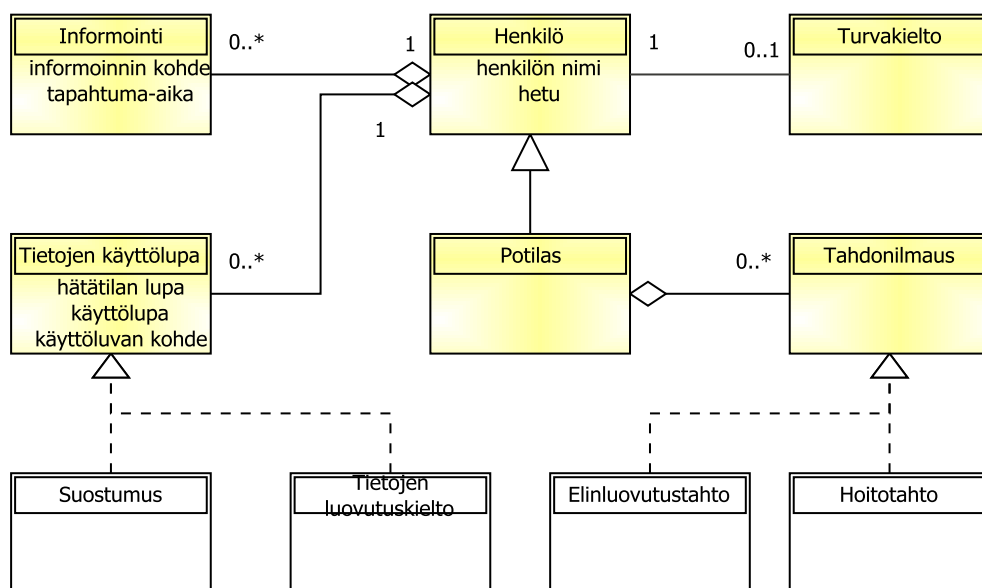 Informointi
informoinnin kohde
tapahtuma-aika
0..*
1
1
Henkilö
henkilön nimi
hetu
1
0..1
Turvakielto
Tietojen käyttölupa
hätätilan lupa
käyttölupa
käyttöluvan kohde
0..*
Potilas
0..*
Tahdonilmaus
Suostumus
Tietojen
luovutuskielto
Elinluovutustahto
Hoitotahto